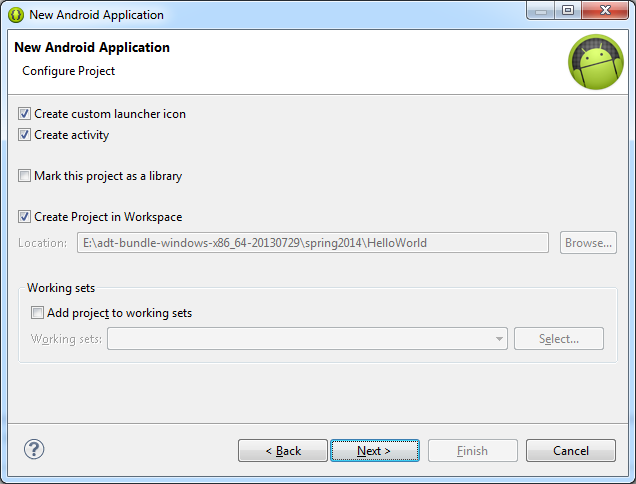 New Android Application
New Android Application
Configure Project
Create custom launcher icon
Create activity
Mark this project as a library
Create Project in Workspace
Location: E:\adt-bundle-windows-x86_64-20130729\spring2014\HelloWorld Browse...
Working sets
Add project to working sets
Working sets: Select...
? < Back Next > Finish Cancel